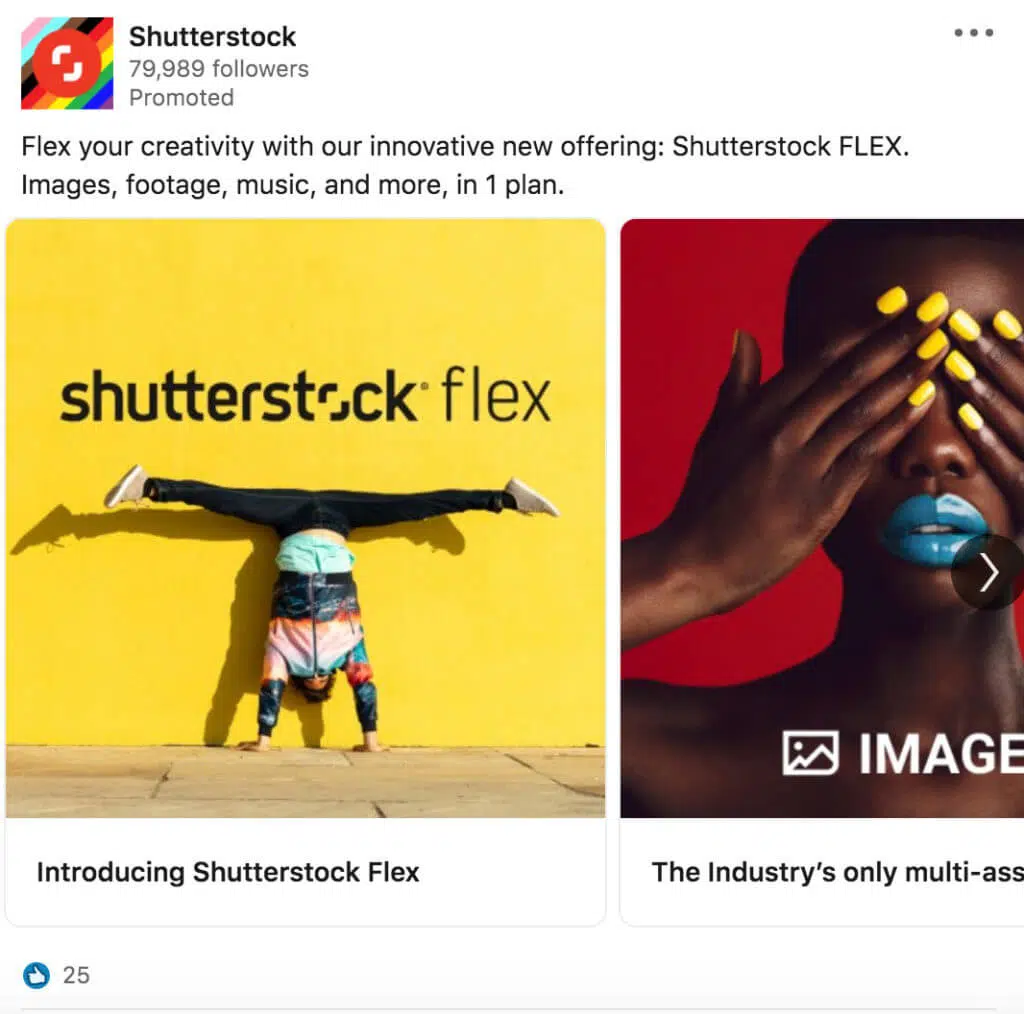 Shutterstock
79,989 followers
Promoted
Flex your creativity with our innovative new offering: Shutterstock FLEX.
Images, footage, music, and more, in 1 plan.
shutterstock flex
IMAGE
Introducing Shutterstock Flex
The Industry’s only multi-ass
25